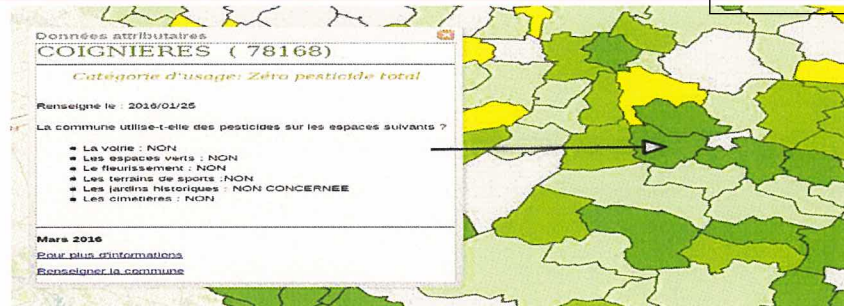 Données attributaires
COIGNIERES ( 78168)
Catégorie d'usage: Zéro pesticide total
Renseigné le : 2016/01/25
La commune utilise-t-elle des pesticides sur les espaces suivants ?
• La voirie : NON
• Les espaces verts : NON
• Le fleurissement : NON
• Les terrains de sports :NON
• Les jardins historiques : NON CONCERNEE
• Les cimetières : NON
Mars 2016
Pour plus d'informations
Renseigner la commune